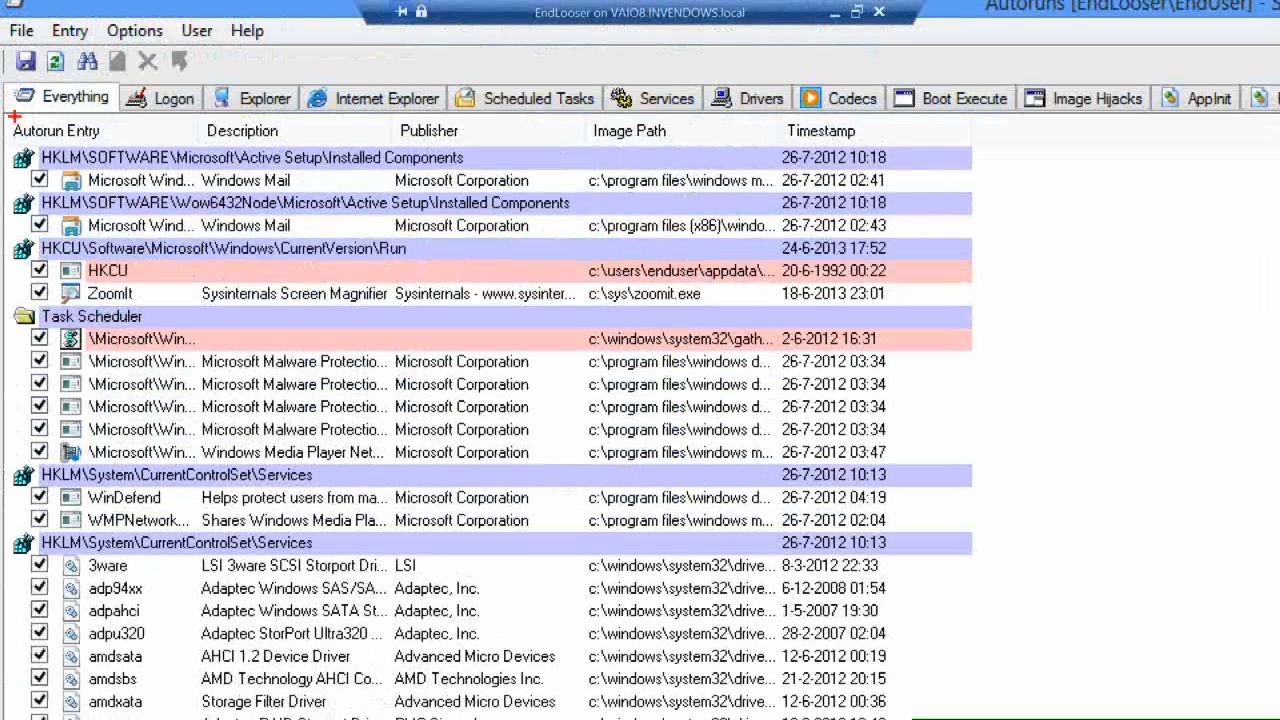 EndLooser on VAIO8.INVENDOWS.local
Autoruns [EndLooser\EndUser] - S
File Entry Options User Help
Everything Logon Explorer Internet Explorer Scheduled Tasks Services Drivers Codecs Boot Execute Image Hijacks AppInit
Autorun Entry Description Publisher Image Path Timestamp
HKLM\SOFTWARE\Microsoft\Active Setup\Installed Components 26-7-2012 10:18
Microsoft Wind... Windows Mail Microsoft Corporation c:\program files\windows m... 26-7-2012 02:41
HKLM\SOFTWARE\Wow6432Node\Microsoft\Active Setup\Installed Components 26-7-2012 10:18
Microsoft Wind... Windows Mail Microsoft Corporation c:\program files (x86)\windo... 26-7-2012 02:43
HKCU\Software\Microsoft\Windows\CurrentVersion\Run 24-6-2013 17:52
HKCU c:\users\enduser\appdata\... 20-6-1992 00:22
ZoomIt Sysinternals Screen Magnifier Sysinternals - www.sysinter... c:\sys\zoomit.exe 18-6-2013 23:01
Task Scheduler
\Microsoft\Win... c:\windows\system32\gath... 2-6-2012 16:31
\Microsoft\Win... Microsoft Malware Protectio... Microsoft Corporation c:\program files\windows d... 26-7-2012 03:34
\Microsoft\Win... Microsoft Malware Protectio... Microsoft Corporation c:\program files\windows d... 26-7-2012 03:34
\Microsoft\Win... Microsoft Malware Protectio... Microsoft Corporation c:\program files\windows d... 26-7-2012 03:34
\Microsoft\Win... Microsoft Malware Protectio... Microsoft Corporation c:\program files\windows d... 26-7-2012 03:34
\Microsoft\Win... Windows Media Player Net... Microsoft Corporation c:\program files\windows m... 26-7-2012 03:47
HKLM\System\CurrentControlSet\Services 26-7-2012 10:13
WinDefend Helps protect users from ma... Microsoft Corporation c:\program files\windows d... 26-7-2012 04:19
WMPNetwork... Shares Windows Media Pla... Microsoft Corporation c:\program files\windows m... 26-7-2012 02:04
HKLM\System\CurrentControlSet\Services 26-7-2012 10:13
3ware LSI 3ware SCSI Storport Dri... LSI c:\windows\system32\drive... 8-3-2012 22:33
adp94xx Adaptec Windows SAS/SA... Adaptec, Inc. c:\windows\system32\drive... 6-12-2008 01:54
adpahci Adaptec Windows SATA St... Adaptec, Inc. c:\windows\system32\drive... 1-5-2007 19:30
adpu320 Adaptec StorPort Ultra320 ... Adaptec, Inc. c:\windows\system32\drive... 28-2-2007 02:04
amdsata AHCI 1.2 Device Driver Advanced Micro Devices c:\windows\system32\drive... 12-6-2012 00:19
amdsbs AMD Technology AHCI Co... AMD Technologies Inc. c:\windows\system32\drive... 21-2-2012 20:15
amdxata Storage Filter Driver Advanced Micro Devices c:\windows\system32\drive... 12-6-2012 00:36